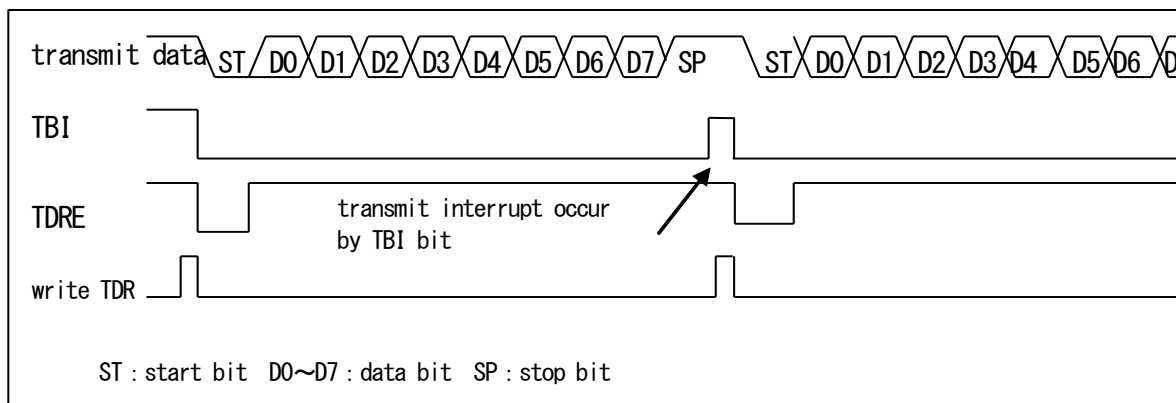 transmit data ST D0 D1 D2 D3 D4 D5 D6 D7 SP ST D0 D1 D2 D3 D4 D5 D6 D
TBI
TDRE
transmit interrupt occur
by TBI bit
write TDR
ST：start bit D0～D7：data bit SP：stop bit